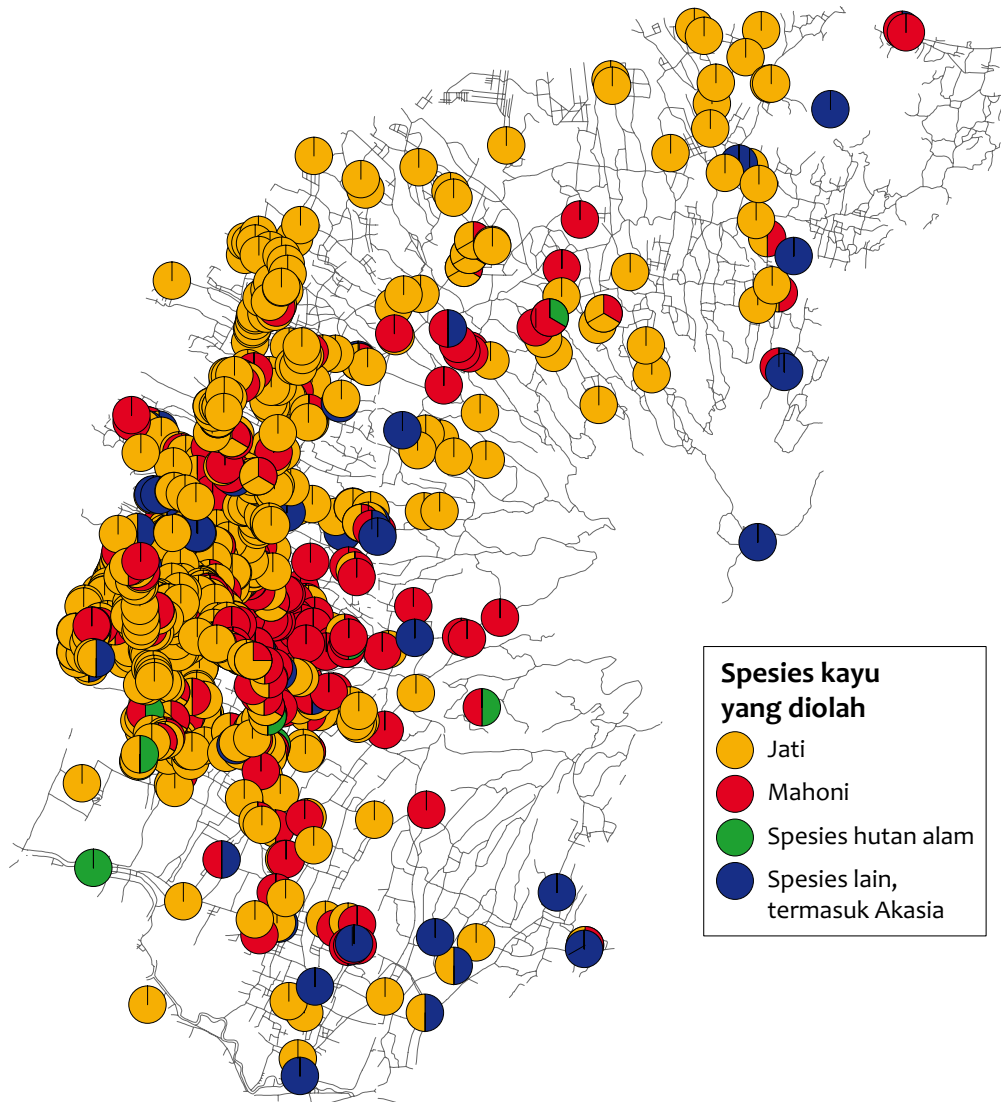 Spesies kayu
yang diolah
Jati
Mahoni
Spesies hutan alam
Spesies lain,
termasuk Akasia